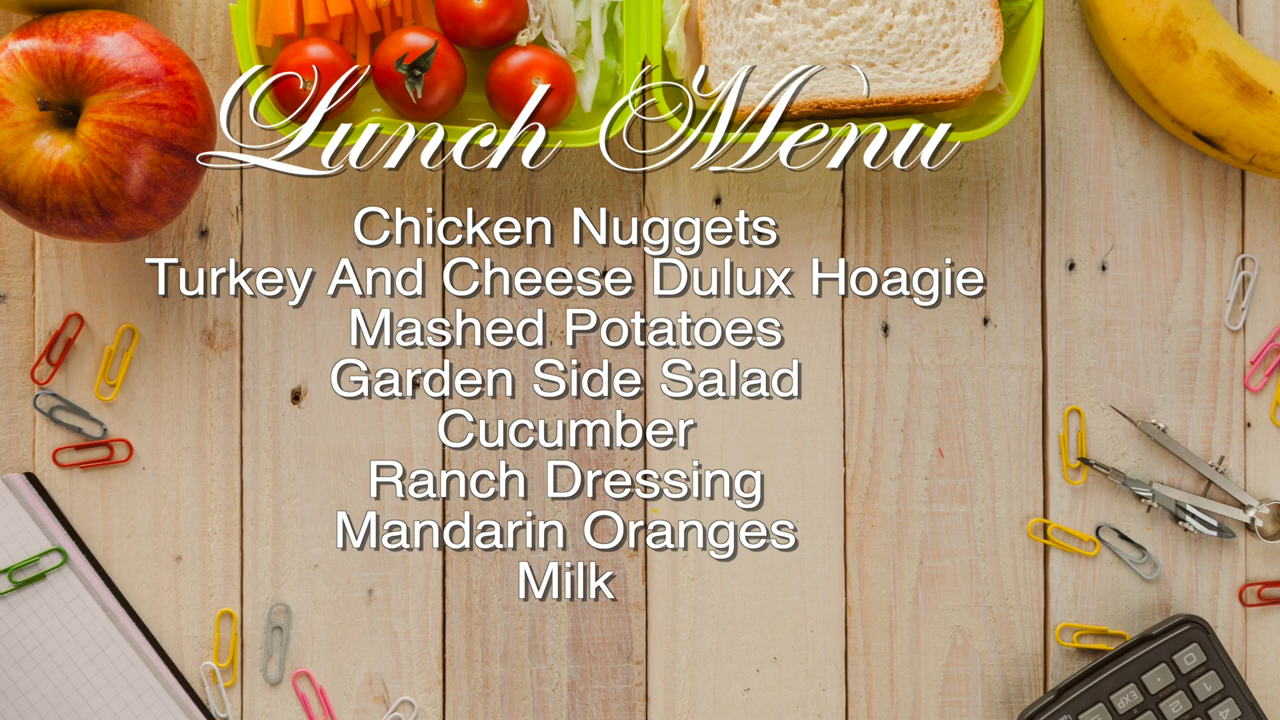 Lunch Menu
Chicken Nuggets
Turkey And Cheese Dulux Hoagie
Mashed Potatoes
Garden Side Salad
Cucumber
Ranch Dressing
Mandarin Oranges
Milk
EXP